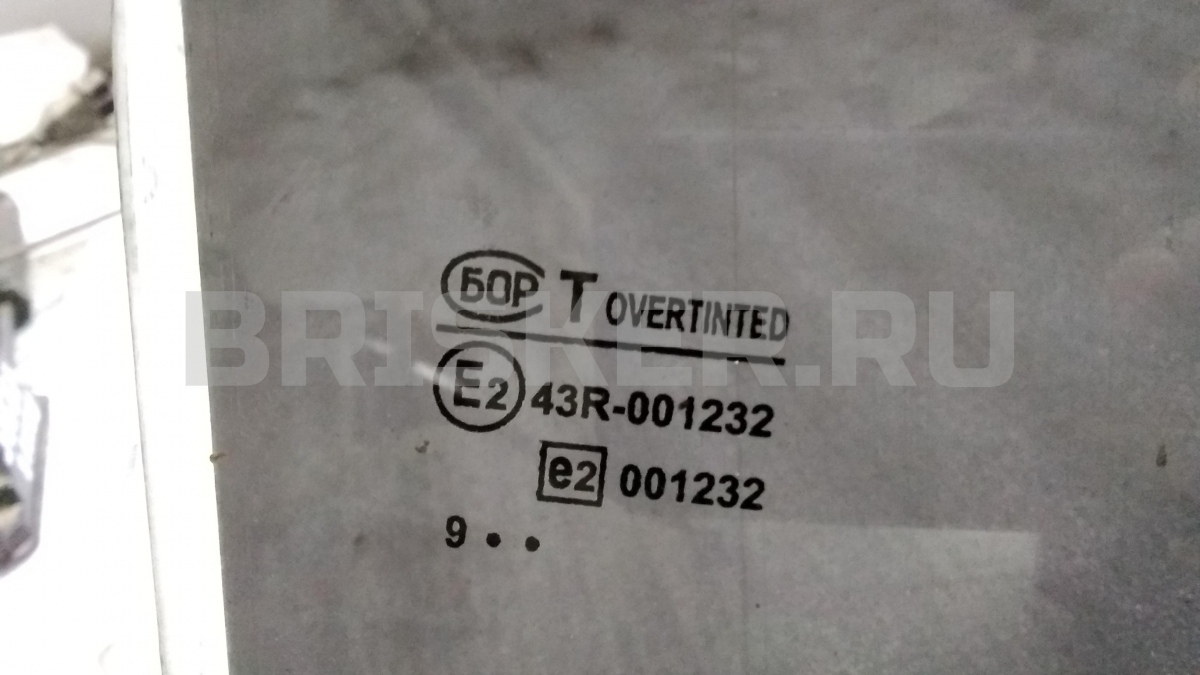 БОР T OVERTINTED
BRISKER.RU
E2 43R-001232
e2 001232
9 • •